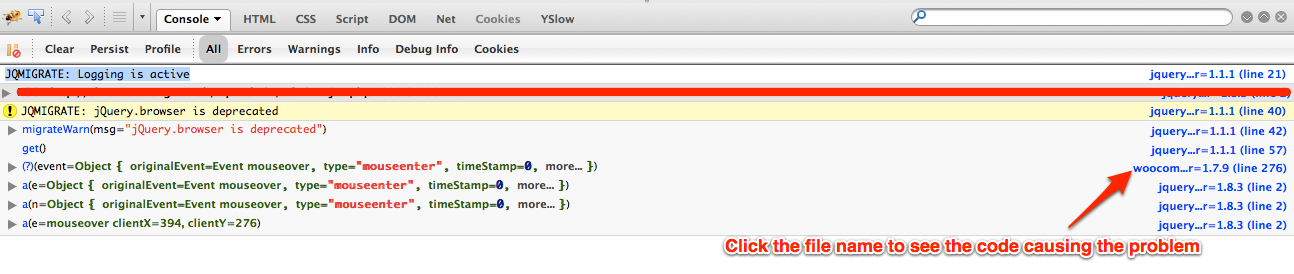 Console HTML CSS Script DOM Net Cookies YSlow
Clear Persist Profile All Errors Warnings Info Debug Info Cookies
JQMIGRATE: Logging is active jquery...r=1.1.1 (line 21)
JQMIGRATE: jQuery.browser is deprecated jquery...r=1.1.1 (line 40)
migrateWarn(msg="jQuery.browser is deprecated") jquery...r=1.1.1 (line 42)
get() jquery...r=1.1.1 (line 57)
(?)(event=Object { originalEvent=Event mouseover, type="mouseenter", timeStamp=0, more... }) woocom...r=1.7.9 (line 276)
a(e=Object { originalEvent=Event mouseover, type="mouseenter", timeStamp=0, more... }) jquery...r=1.8.3 (line 2)
a(n=Object { originalEvent=Event mouseover, type="mouseenter", timeStamp=0, more... }) jquery...r=1.8.3 (line 2)
a(e=mouseover clientX=394, clientY=276) jquery...r=1.8.3 (line 2)
Click the file name to see the code causing the problem